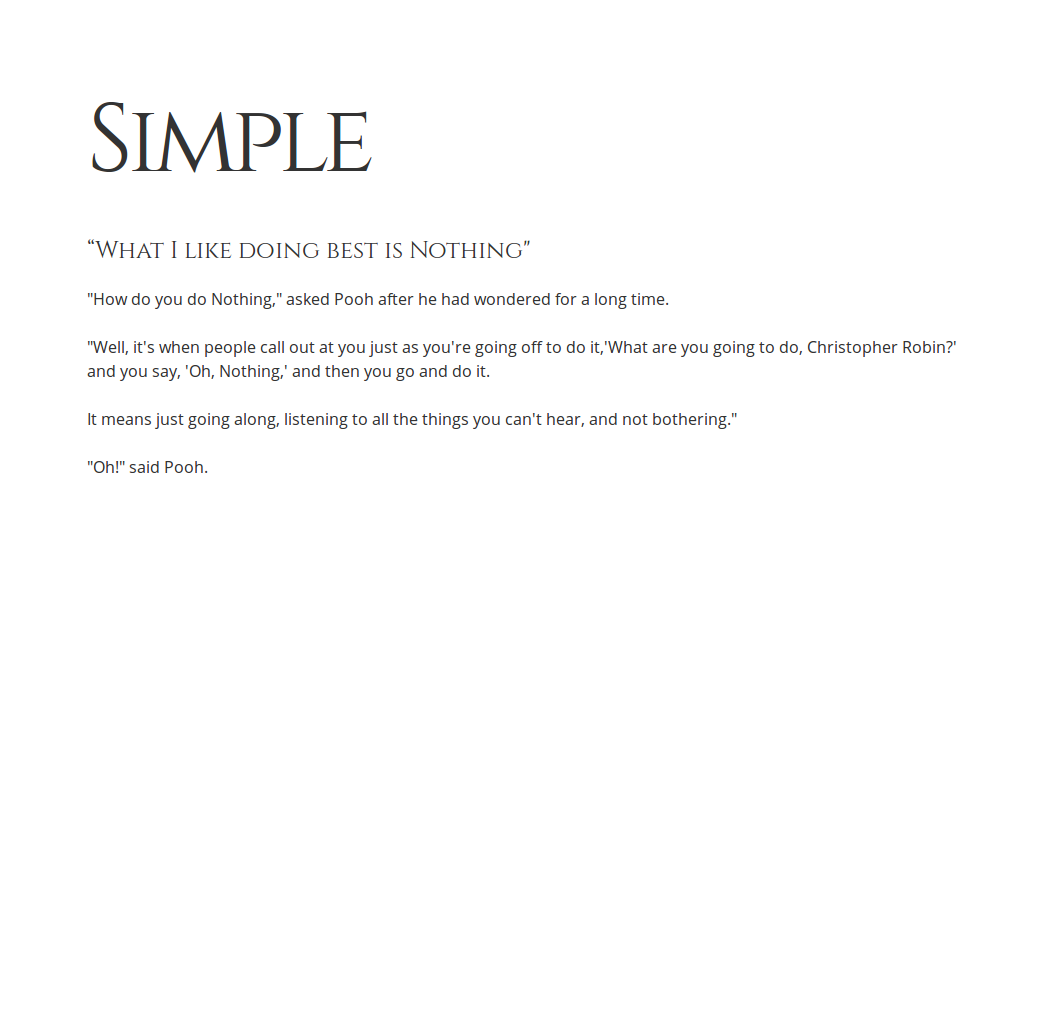 Simple
“What I like doing best is Nothing"
"How do you do Nothing," asked Pooh after he had wondered for a long time.
"Well, it's when people call out at you just as you're going off to do it,'What are you going to do, Christopher Robin?'
and you say, 'Oh, Nothing,' and then you go and do it.
It means just going along, listening to all the things you can't hear, and not bothering."
"Oh!" said Pooh.